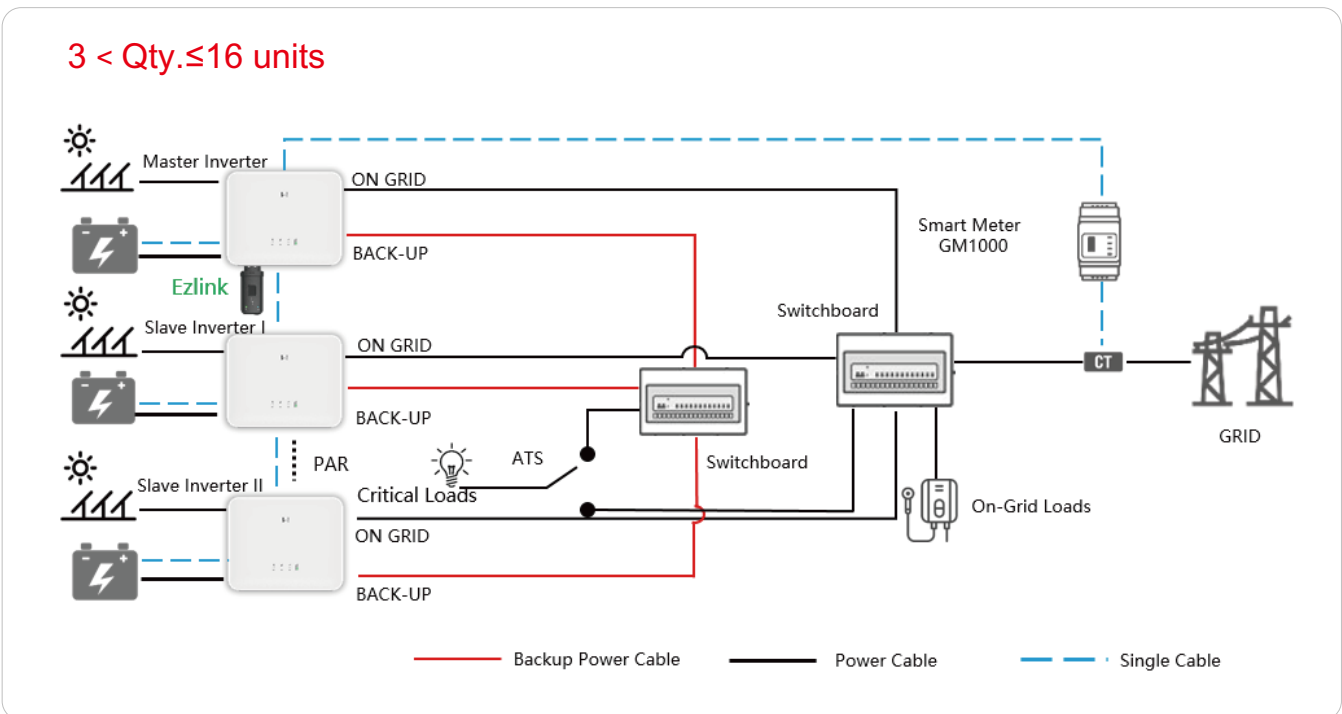 3 < Qty.≤16 units
Master Inverter
ON GRID
BACK-UP
Ezlink
Smart Meter
GM1000
Switchboard
Slave Inverter I
ON GRID
BACK-UP
CT
GRID
PAR
ATS
Switchboard
Slave Inverter II
Critical Loads
On-Grid Loads
ON GRID
BACK-UP
Backup Power Cable
Power Cable
Single Cable